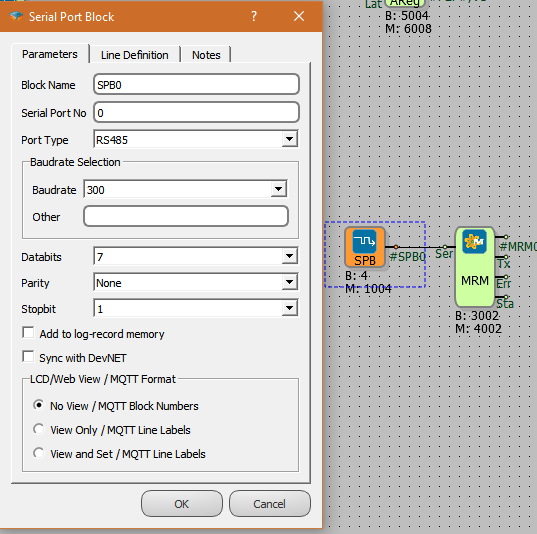 Serial Port Block
?
Parameters
Line Definition
Notes
Block Name
SPB0
Serial Port No
0
Port Type
RS485
Baudrate Selection
Baudrate
300
Other
Databits
7
Parity
None
Stopbit
1
Add to log-record memory
Sync with DevNET
LCD/Web View / MQTT Format
No View / MQTT Block Numbers
View Only / MQTT Line Labels
View and Set / MQTT Line Labels
OK
Cancel
Lat
AReg
B: 5004
M: 6008
SPB
#SPB0
B: 4
M: 1004
Ser
M
MRM
#MRM0
Tx
Err
Sta
B: 3002
M: 4002